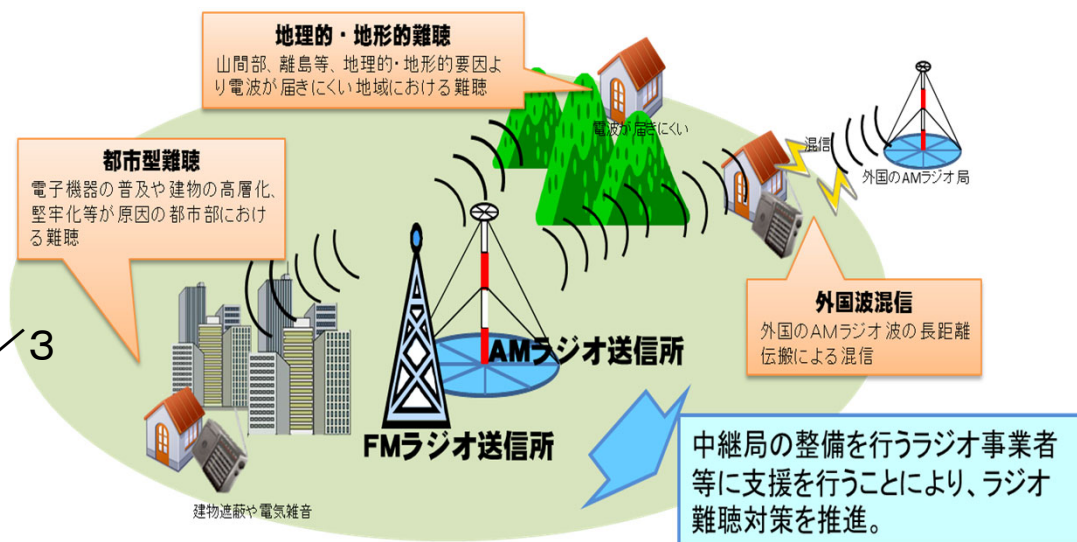 地理的・地形的難聴
山間部、離島等、地理的・地形的要因よ
り電波が届きにくい地域における難聴
電波が届きにくい
混信
外国のAMラジオ局
都市型難聴
電子機器の普及や建物の高層化、
堅牢化等が原因の都市部におけ
る難聴
外国波混信
外国のAMラジオ波の長距離
伝搬による混信
/3
AMラジオ送信所
FMラジオ送信所
建物遮蔽や電気雑音
中継局の整備を行うラジオ事業者
等に支援を行うことにより、ラジオ
難聴対策を推進。